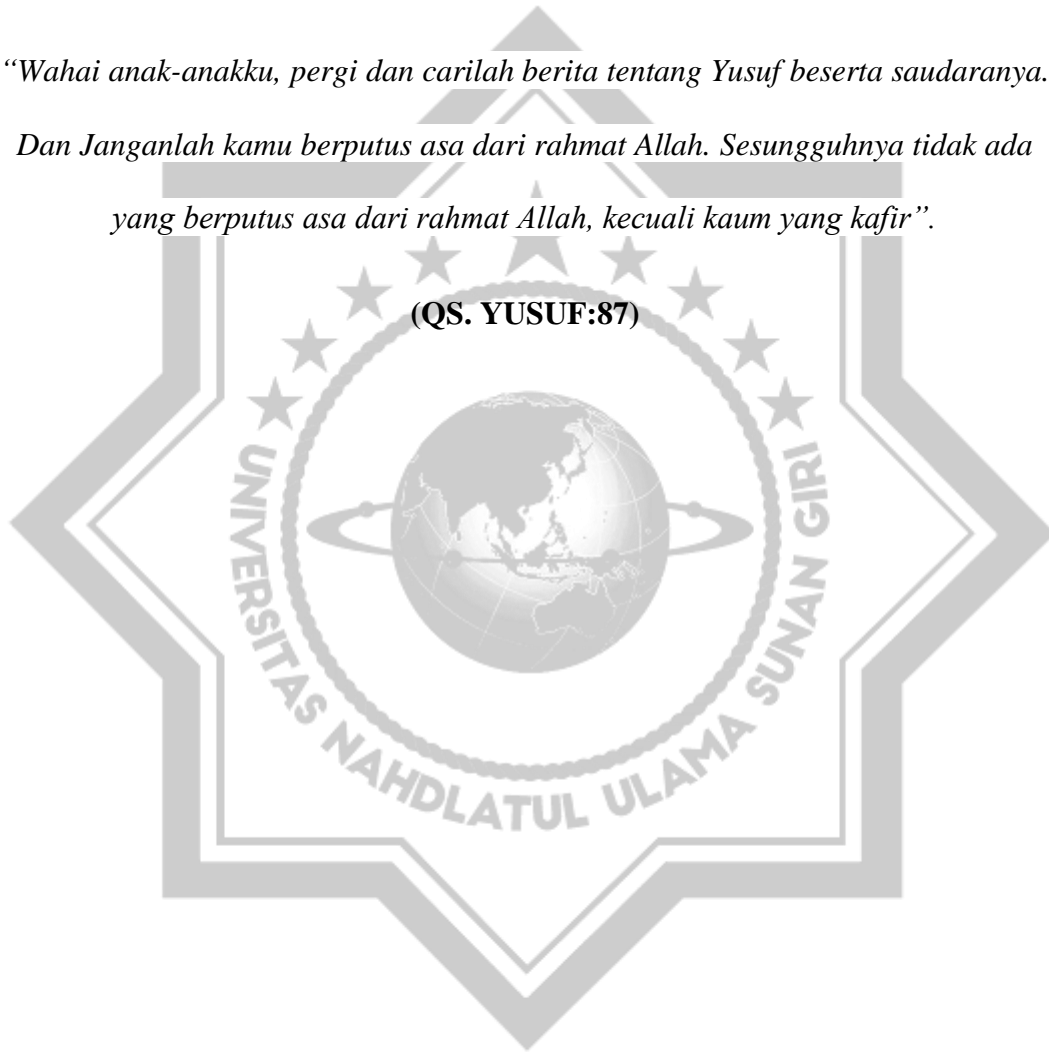 “Wahai anak-anakku, pergi dan carilah berita tentang Yusuf beserta saudaranya.
Dan Janganlah kamu berputus asa dari rahmat Allah. Sesungguhnya tidak ada
yang berputus asa dari rahmat Allah, kecuali kaum yang kafir”.
(QS. YUSUF:87)
UNIVERSITAS NAHDLATUL ULAMA SUNAN GIRI